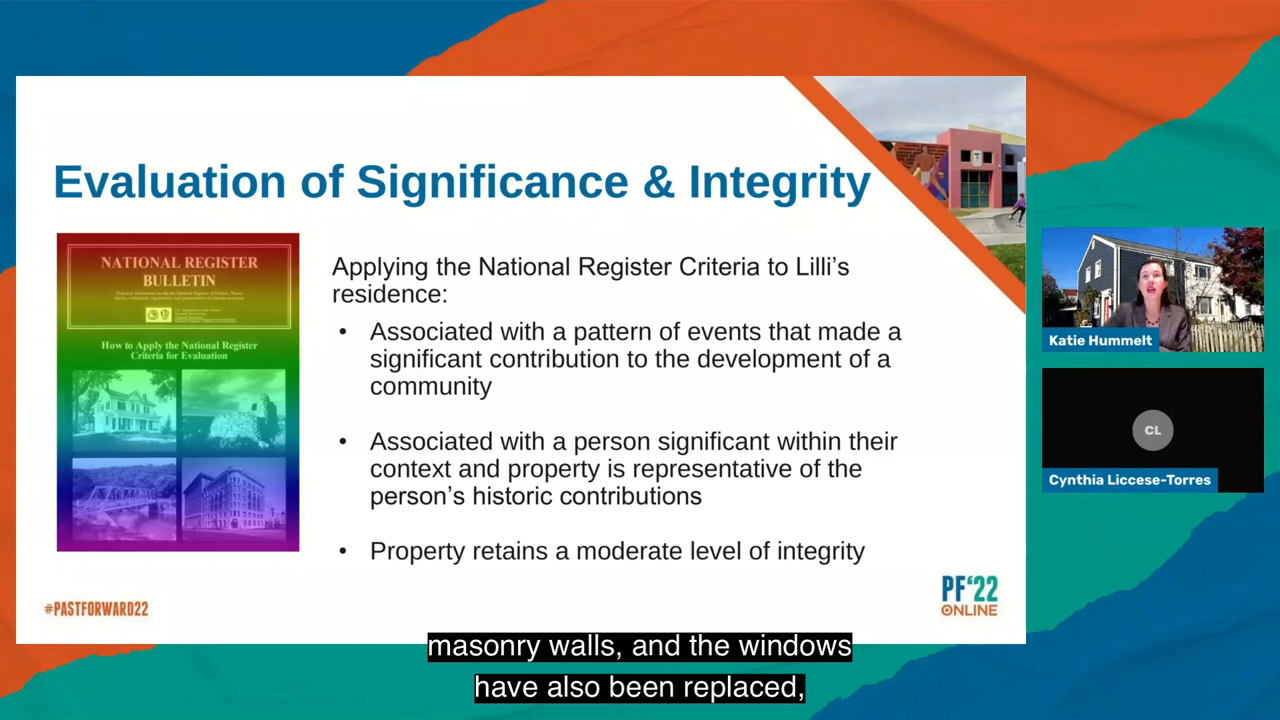 Evaluation of Significance & Integrity
NATIONAL REGISTER
BULLETIN
How to Apply the National Register
Criteria for Evaluation
Applying the National Register Criteria to Lilli's
residence:
• Associated with a pattern of events that made a
significant contribution to the development of a
community
• Associated with a person significant within their
context and property is representative of the
person's historic contributions
• Property retains a moderate level of integrity
#PASTFORWARD22
PF'22
ONLINE
Katie Hummelt
CL
Cynthia Liccese-Torres
masonry walls, and the windows
have also been replaced,